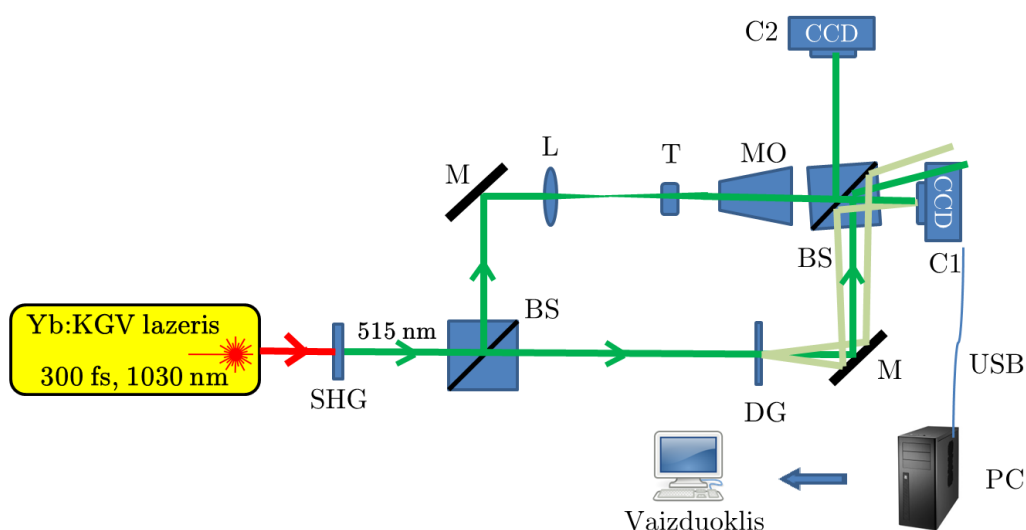 C2
CCD
L
T
MO
M
CCD
BS
C1
515 nm
BS
Yb:KGV lazeris
300 fs, 1030 nm
SHG
DG
M
USB
PC
Vaizduoklis